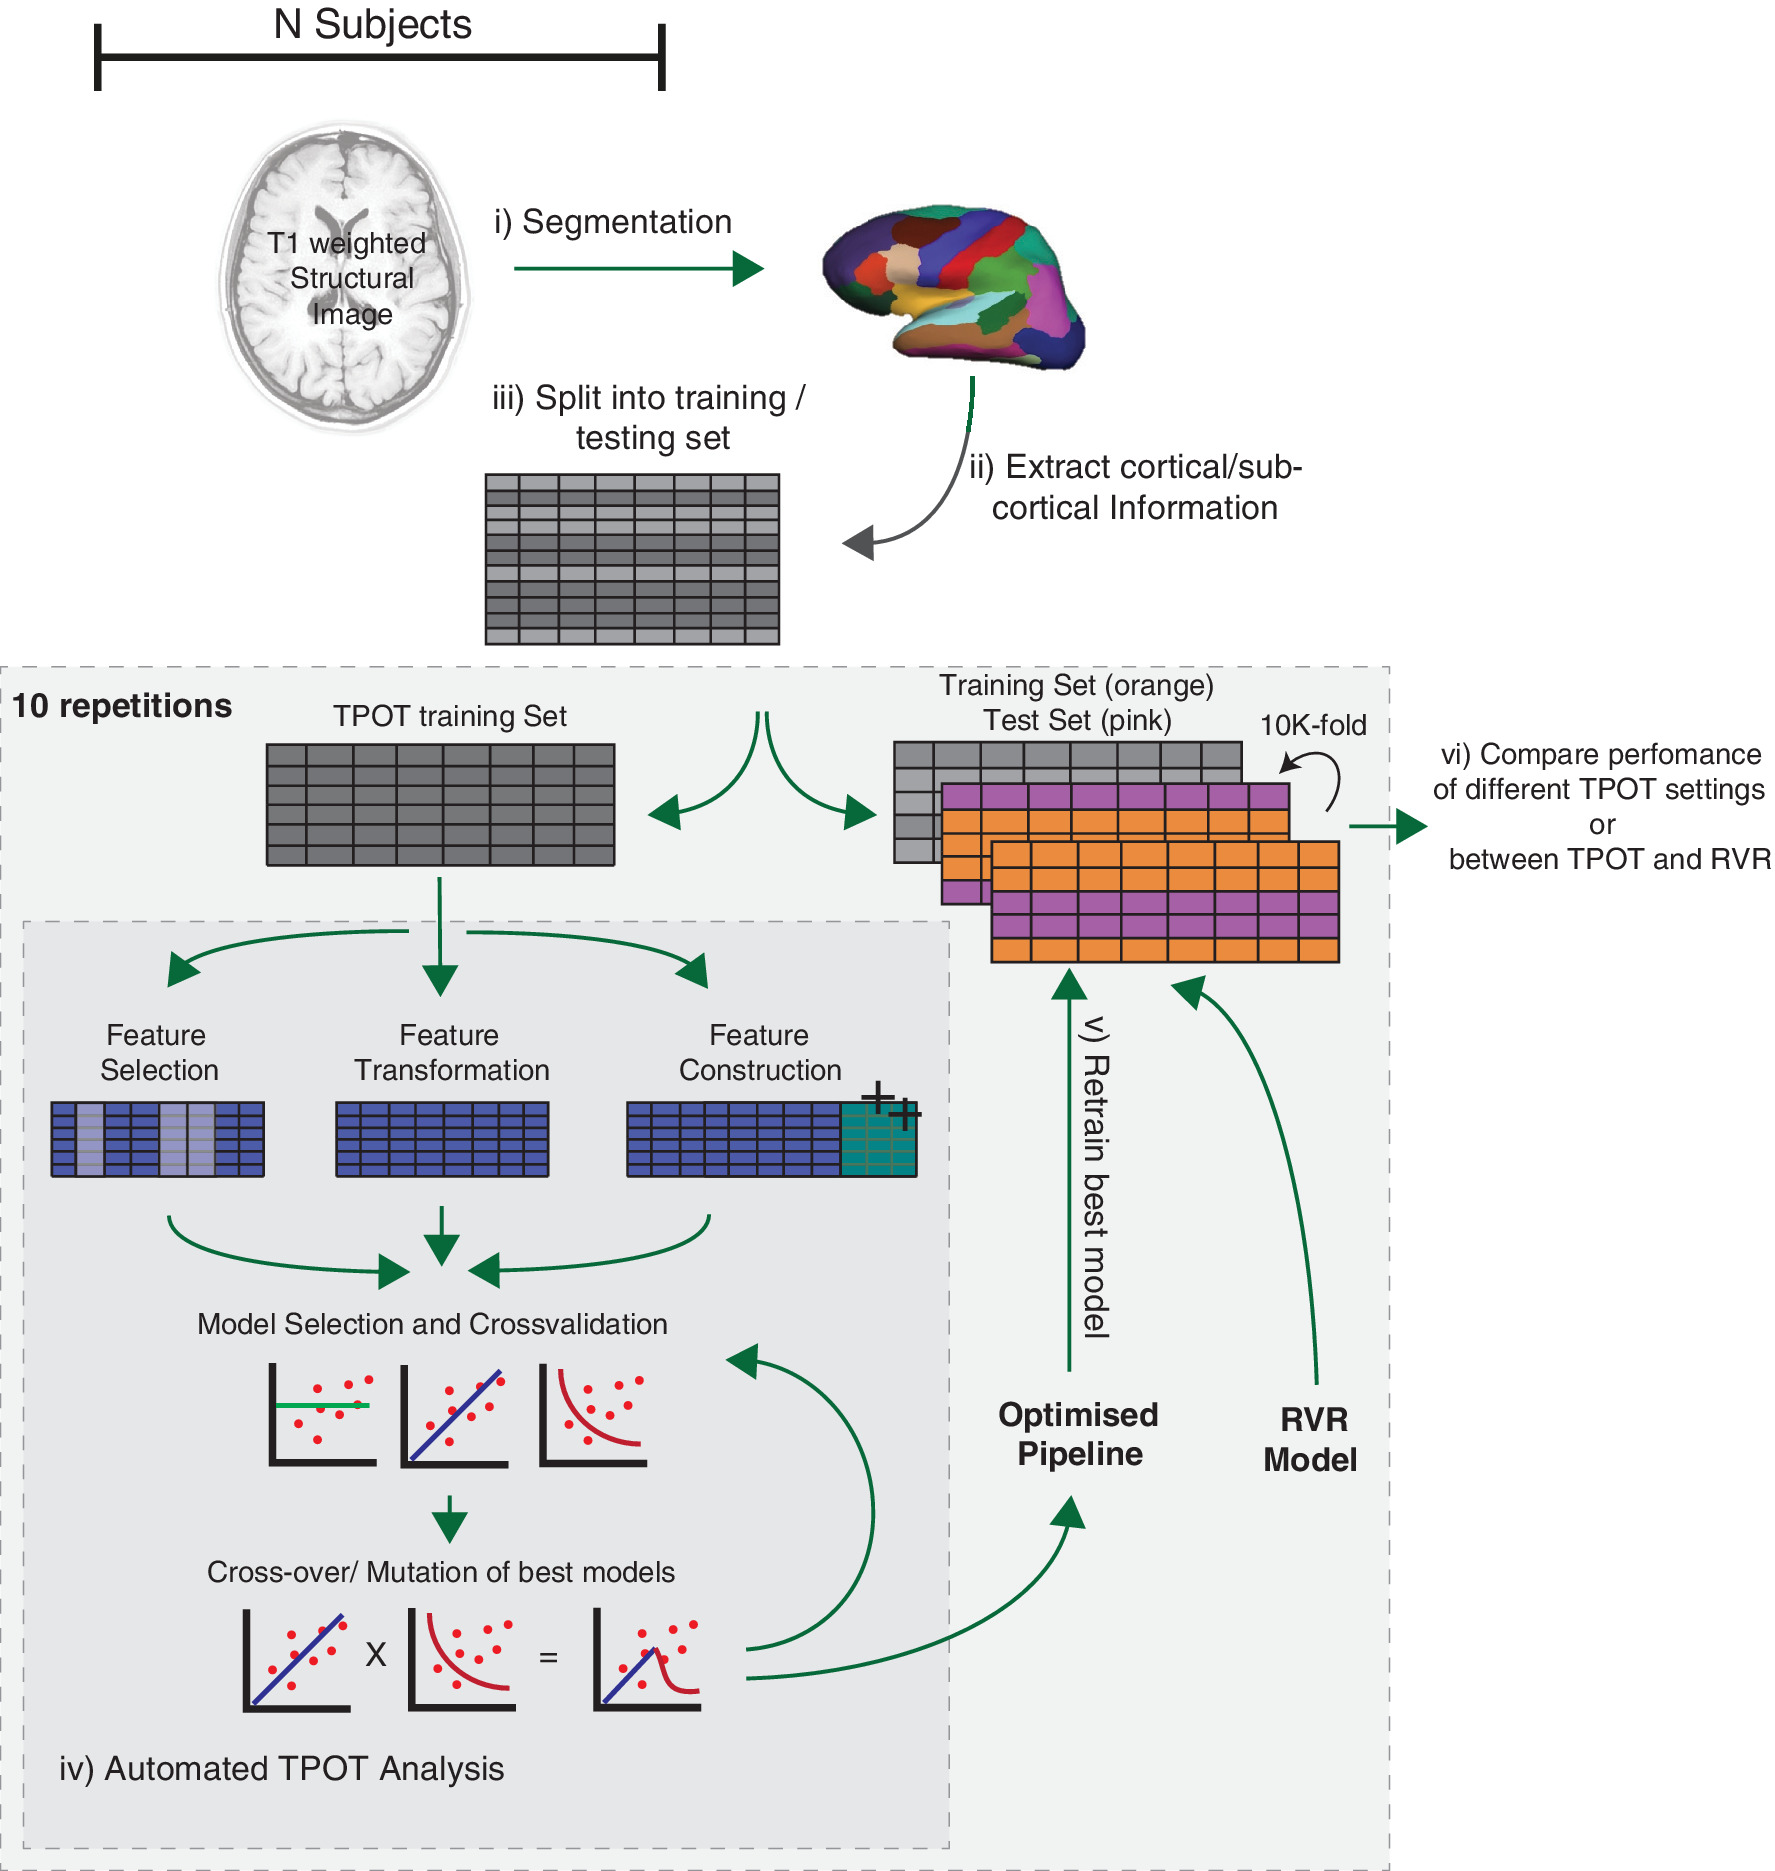 N Subjects
T1 weighted
Structural
Image
i) Segmentation
iii) Split into training /
testing set
ii) Extract cortical/sub-
cortical Information
10 repetitions
TPOT training Set
Training Set (orange)
Test Set (pink)
10K-fold
vi) Compare perfomance
of different TPOT settings
or
between TPOT and RVR
Feature
Selection
Feature
Transformation
Feature
Construction
++
v) Retrain best model
Model Selection and Crossvalidation
Optimised
Pipeline
RVR
Model
Cross-over/ Mutation of best models
X
=
iv) Automated TPOT Analysis